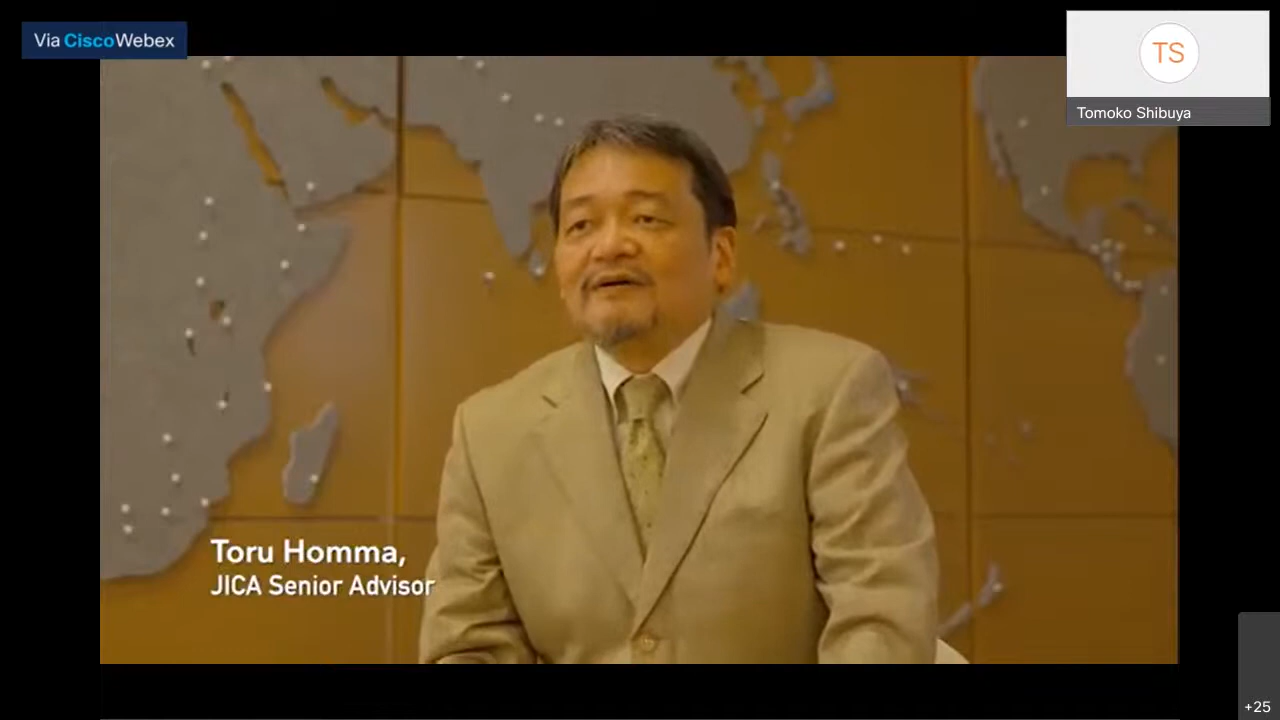 Via CiscoWebex
TS
Tomoko Shibuya
Toru Homma,
JICA Senior Advisor
+25